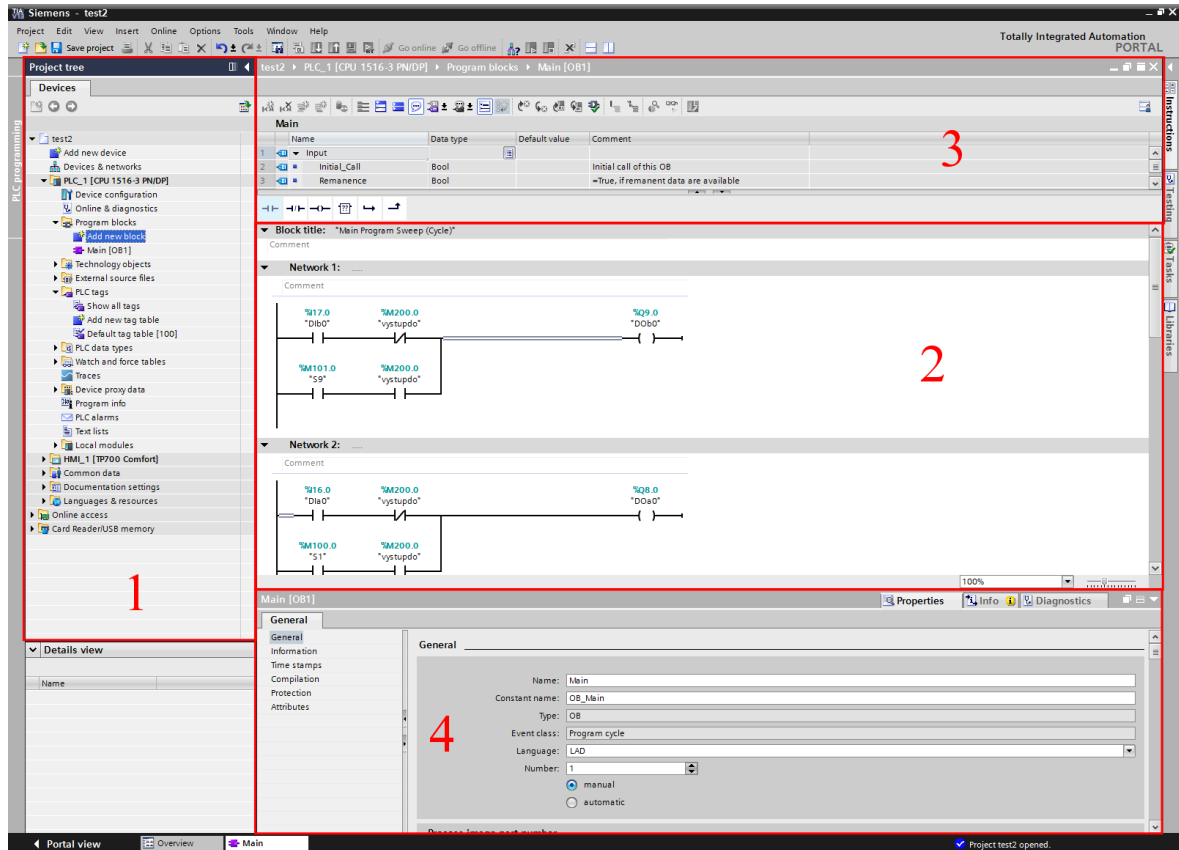 Siemens - test2
Project Edit View Insert Online Options Tools Window Help
Totally Integrated Automation
PORTAL
Save project
Go online
Go offline
Project tree
test2 PLC_1 [CPU 1516-3 PN/DP] Program blocks Main [OB1]
Devices
PLC programming
test2
Add new device
Devices & networks
PLC_1 [CPU 1516-3 PN/DP]
Device configuration
Online & diagnostics
Program blocks
Add new block
Main [OB1]
Technology objects
External source files
PLC tags
Show all tags
Add new tag table
Default tag table [100]
PLC data types
Watch and force tables
Traces
Device proxy data
Program info
PLC alarms
Text lists
Local modules
HMI_1 [TP700 Comfort]
Common data
Documentation settings
Languages & resources
Online access
Card Reader/USB memory
1
Details view
Name
Main
Name Data type Default value Comment
1 Input
2 Initial_Call Bool Initial call of this OB
3 Remanence Bool =True, if remanent data are available
3
??
Block title: "Main Program Sweep (Cycle)"
Comment
Network 1: ....
Comment
%I17.0 %M200.0 %Q9.0
"DIb0" "vystupdo" "DOb0"
%M101.0 %M200.0
"S9" "vystupdo"
2
Network 2: ....
Comment
%I16.0 %M200.0 %Q8.0
"DIa0" "vystupdo" "DOa0"
%M100.0 %M200.0
"S1" "vystupdo"
100%
Main [OB1]
Properties Info Diagnostics
General
General
Information
Time stamps
Compilation
Protection
Attributes
General
Name: Main
Constant name: OB_Main
Type: OB
Event class: Program cycle
Language: LAD
Number: 1
manual
automatic
4
Instructions
Testing
Tasks
Libraries
Portal view
Overview
Main
Project test2 opened.